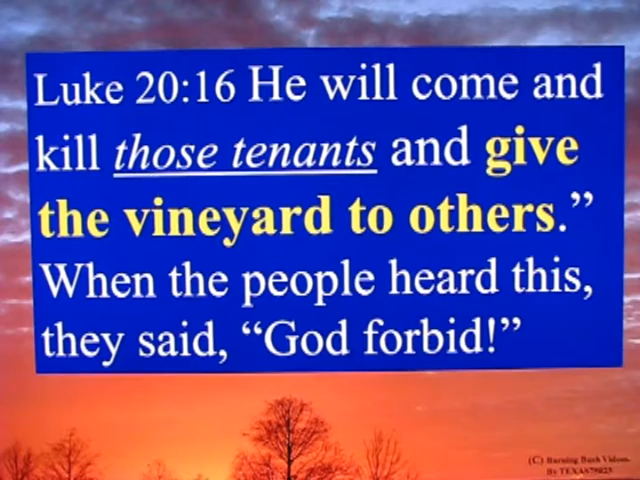 Luke 20:16 He will come and
kill those tenants and give
the vineyard to others.”
When the people heard this,
they said, “God forbid!”
(C) Burning Bush Videos.